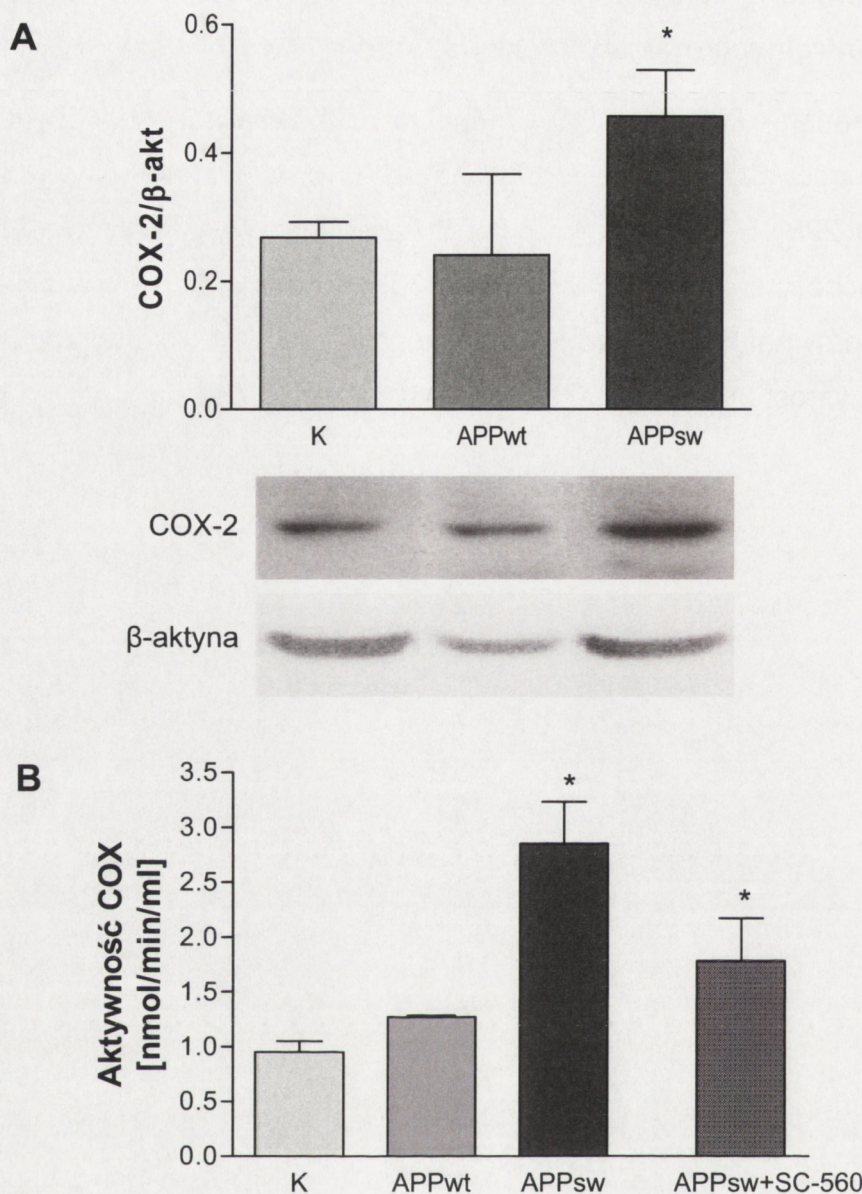 A
COX-2/β-akt
0.6
0.4
0.2
0.0
*
K APPwt APPsw
COX-2
β-aktyna
B
Aktywność COX
[nmol/min/ml]
3.5
3.0
2.5
2.0
1.5
1.0
0.5
0.0
*
*
K APPwt APPsw APPsw+SC-560